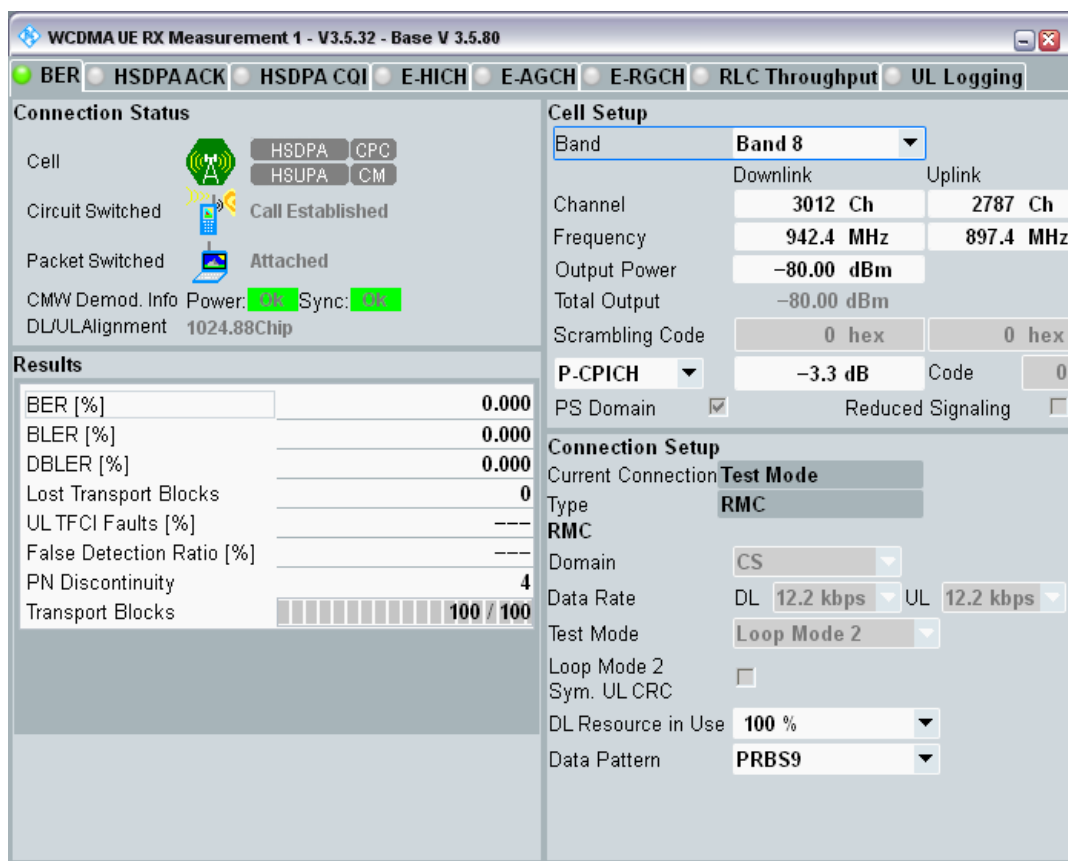 WCDMA UE RX Measurement 1 - V3.5.32 - Base V 3.5.80
BER HSDPA ACK HSDPA CQI E-HICH E-AGCH E-RGCH RLC Throughput UL Logging
Connection Status
Cell HSDPA CPC
HSUPA CM
Circuit Switched Call Established
Packet Switched Attached
CMW Demod. Info Power: Ok Sync: Ok
DL/ULAlignment 1024.88Chip
Results
BER [%] 0.000
BLER [%] 0.000
DBLER [%] 0.000
Lost Transport Blocks 0
UL TFCI Faults [%] ---
False Detection Ratio [%] ---
PN Discontinuity 4
Transport Blocks 100 / 100
Cell Setup
Band Band 8
Downlink Uplink
Channel 3012 Ch 2787 Ch
Frequency 942.4 MHz 897.4 MHz
Output Power -80.00 dBm
Total Output -80.00 dBm
Scrambling Code 0 hex 0 hex
P-CPICH -3.3 dB Code 0
PS Domain Reduced Signaling
Connection Setup
Current Connection Test Mode
Type RMC
RMC
Domain CS
Data Rate DL 12.2 kbps UL 12.2 kbps
Test Mode Loop Mode 2
Loop Mode 2
Sym. UL CRC
DL Resource in Use 100 %
Data Pattern PRBS9